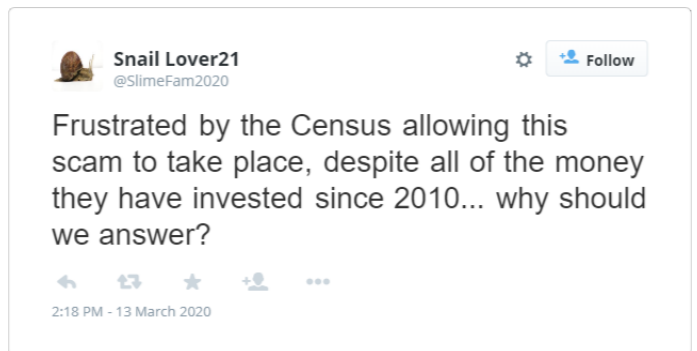 Snail Lover21
@SlimeFam2020
Follow
Frustrated by the Census allowing this
scam to take place, despite all of the money
they have invested since 2010... why should
we answer?
2:18 PM - 13 March 2020